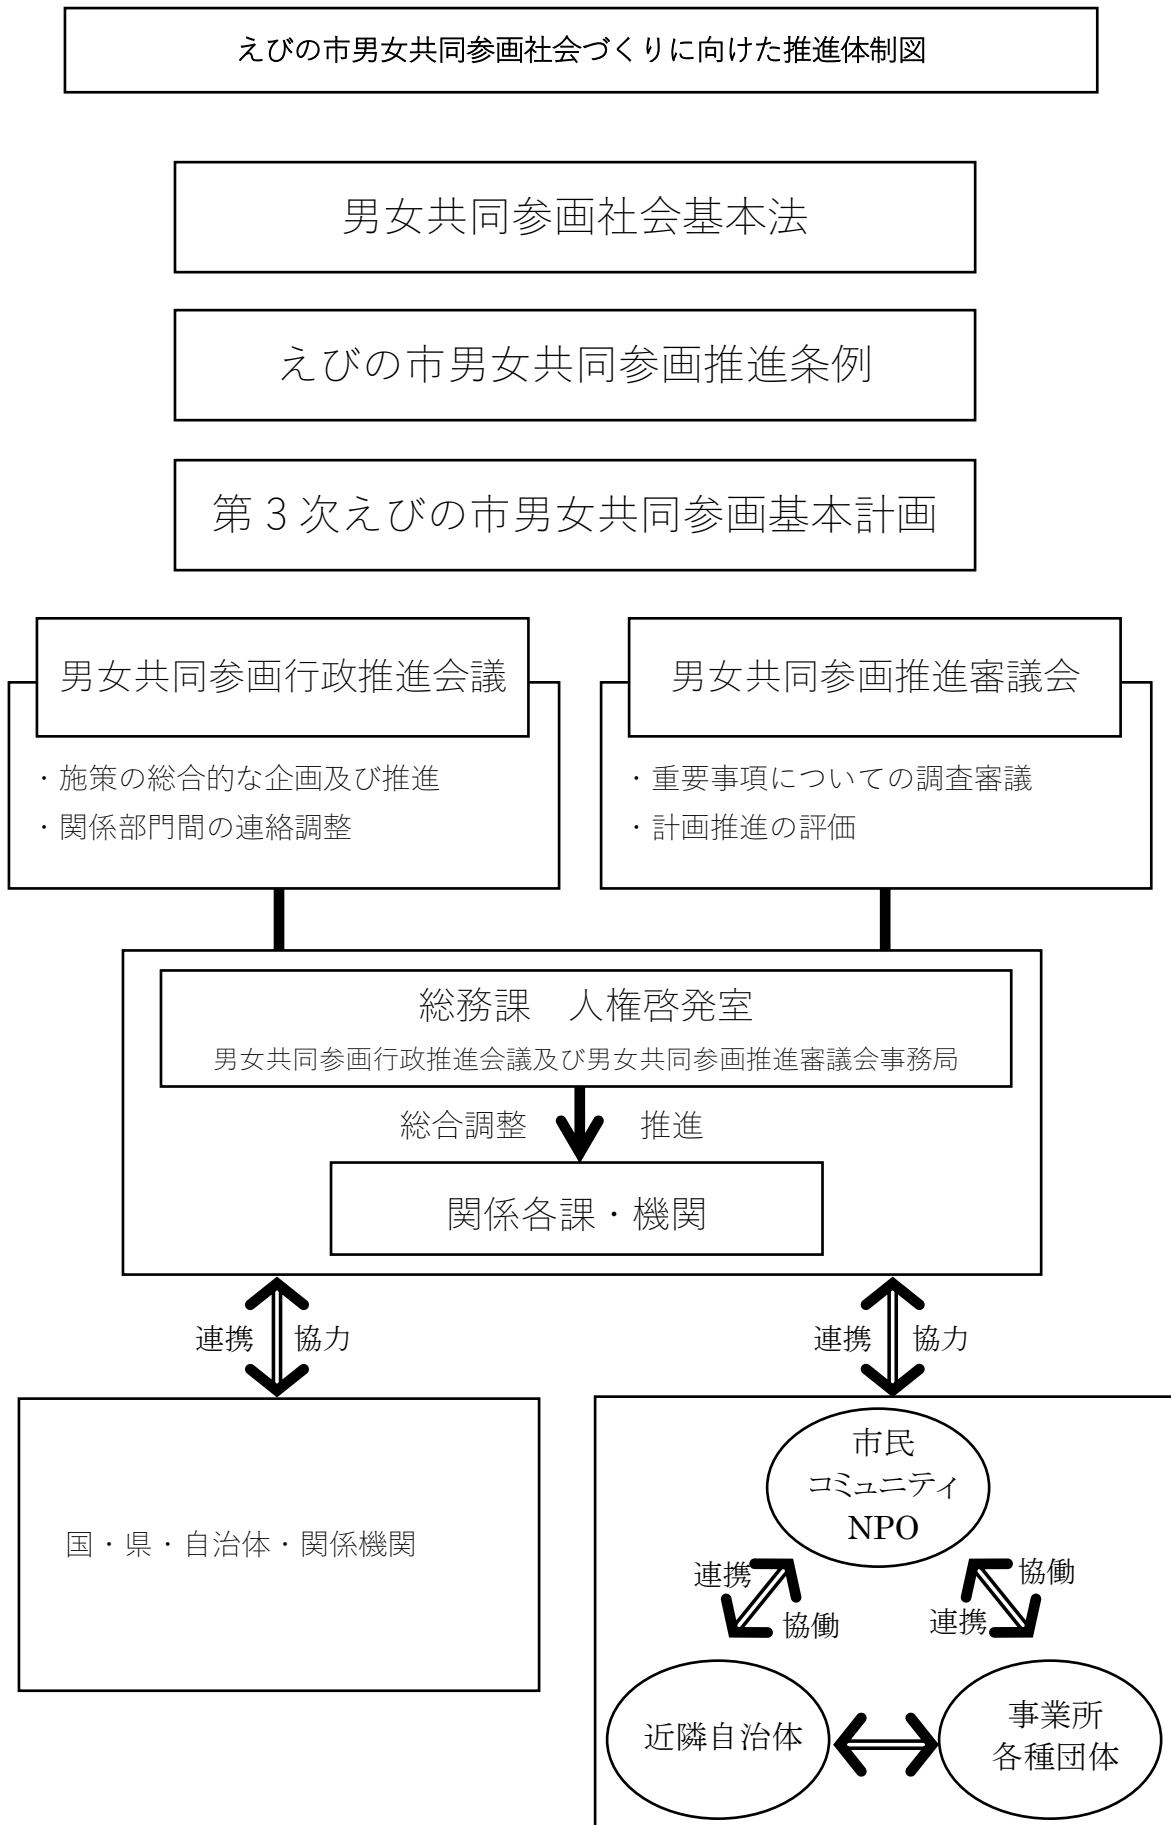 えびの市男女共同参画社会づくりに向けた推進体制図
男女共同参画社会基本法
えびの市男女共同参画推進条例
第３次えびの市男女共同参画基本計画
男女共同参画行政推進会議
・施策の総合的な企画及び推進
・関係部門間の連絡調整
男女共同参画推進審議会
・重要事項についての調査審議
・計画推進の評価
総務課　人権啓発室
男女共同参画行政推進会議及び男女共同参画推進審議会事務局
総合調整　推進
関係各課・機関
連携　協力
連携　協力
国・県・自治体・関係機関
市民
コミュニティ
NPO
連携
協働
協働
連携
近隣自治体
事業所
各種団体